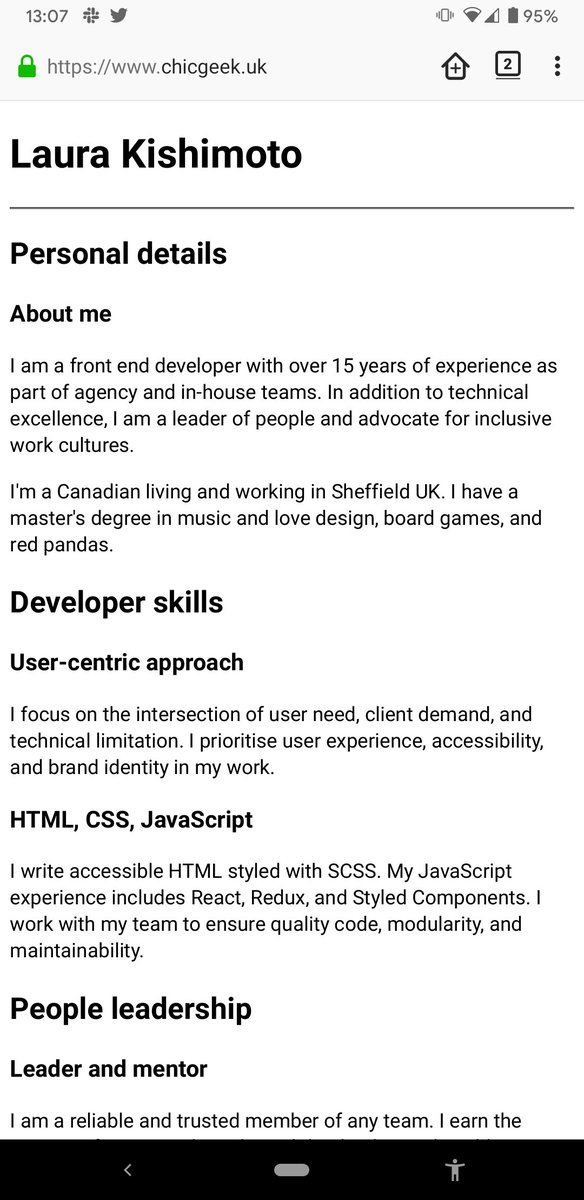 13:07
95%
https://www.chicgeek.uk
2
Laura Kishimoto
Personal details
About me
I am a front end developer with over 15 years of experience as
part of agency and in-house teams. In addition to technical
excellence, I am a leader of people and advocate for inclusive
work cultures.
I'm a Canadian living and working in Sheffield UK. I have a
master's degree in music and love design, board games, and
red pandas.
Developer skills
User-centric approach
I focus on the intersection of user need, client demand, and
technical limitation. I prioritise user experience, accessibility,
and brand identity in my work.
HTML, CSS, JavaScript
I write accessible HTML styled with SCSS. My JavaScript
experience includes React, Redux, and Styled Components. I
work with my team to ensure quality code, modularity, and
maintainability.
People leadership
Leader and mentor
I am a reliable and trusted member of any team. I earn the